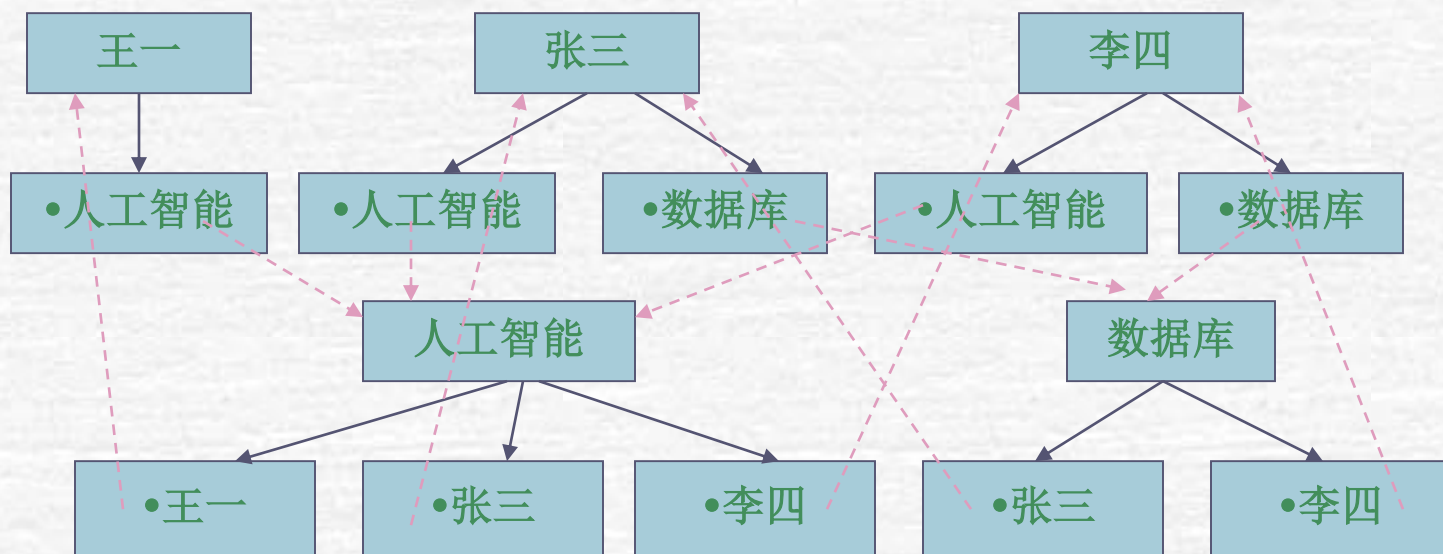 王一
张三
李四
•人工智能
•人工智能
•数据库
•人工智能
•数据库
人工智能
数据库
•王一
•张三
•李四
•张三
•李四